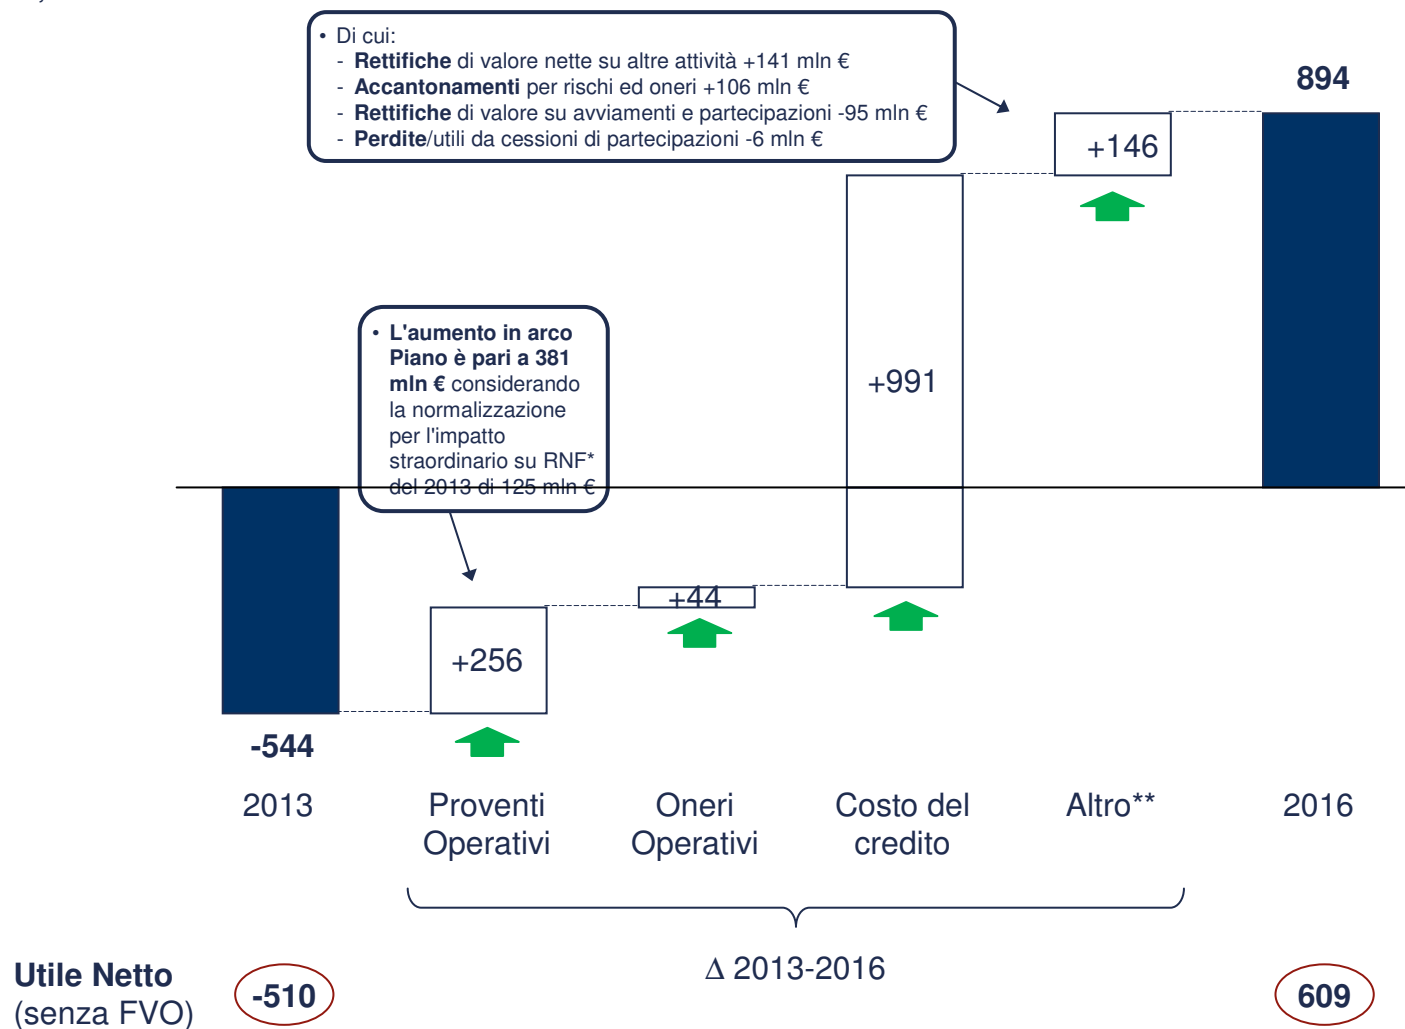 • Di cui:
- Rettifiche di valore nette su altre attività +141 mln €
- Accantonamenti per rischi ed oneri +106 mln €
- Rettifiche di valore su avviamenti e partecipazioni -95 mln €
- Perdite/utili da cessioni di partecipazioni -6 mln €
894
+146
• L'aumento in arco
Piano è pari a 381
mln € considerando
la normalizzazione
per l'impatto
straordinario su RNF*
del 2013 di 125 mln €
+991
+44
+256
-544
2013
Proventi
Operativi
Oneri
Operativi
Costo del
credito
Altro**
2016
Δ 2013-2016
Utile Netto
(senza FVO)
-510
609